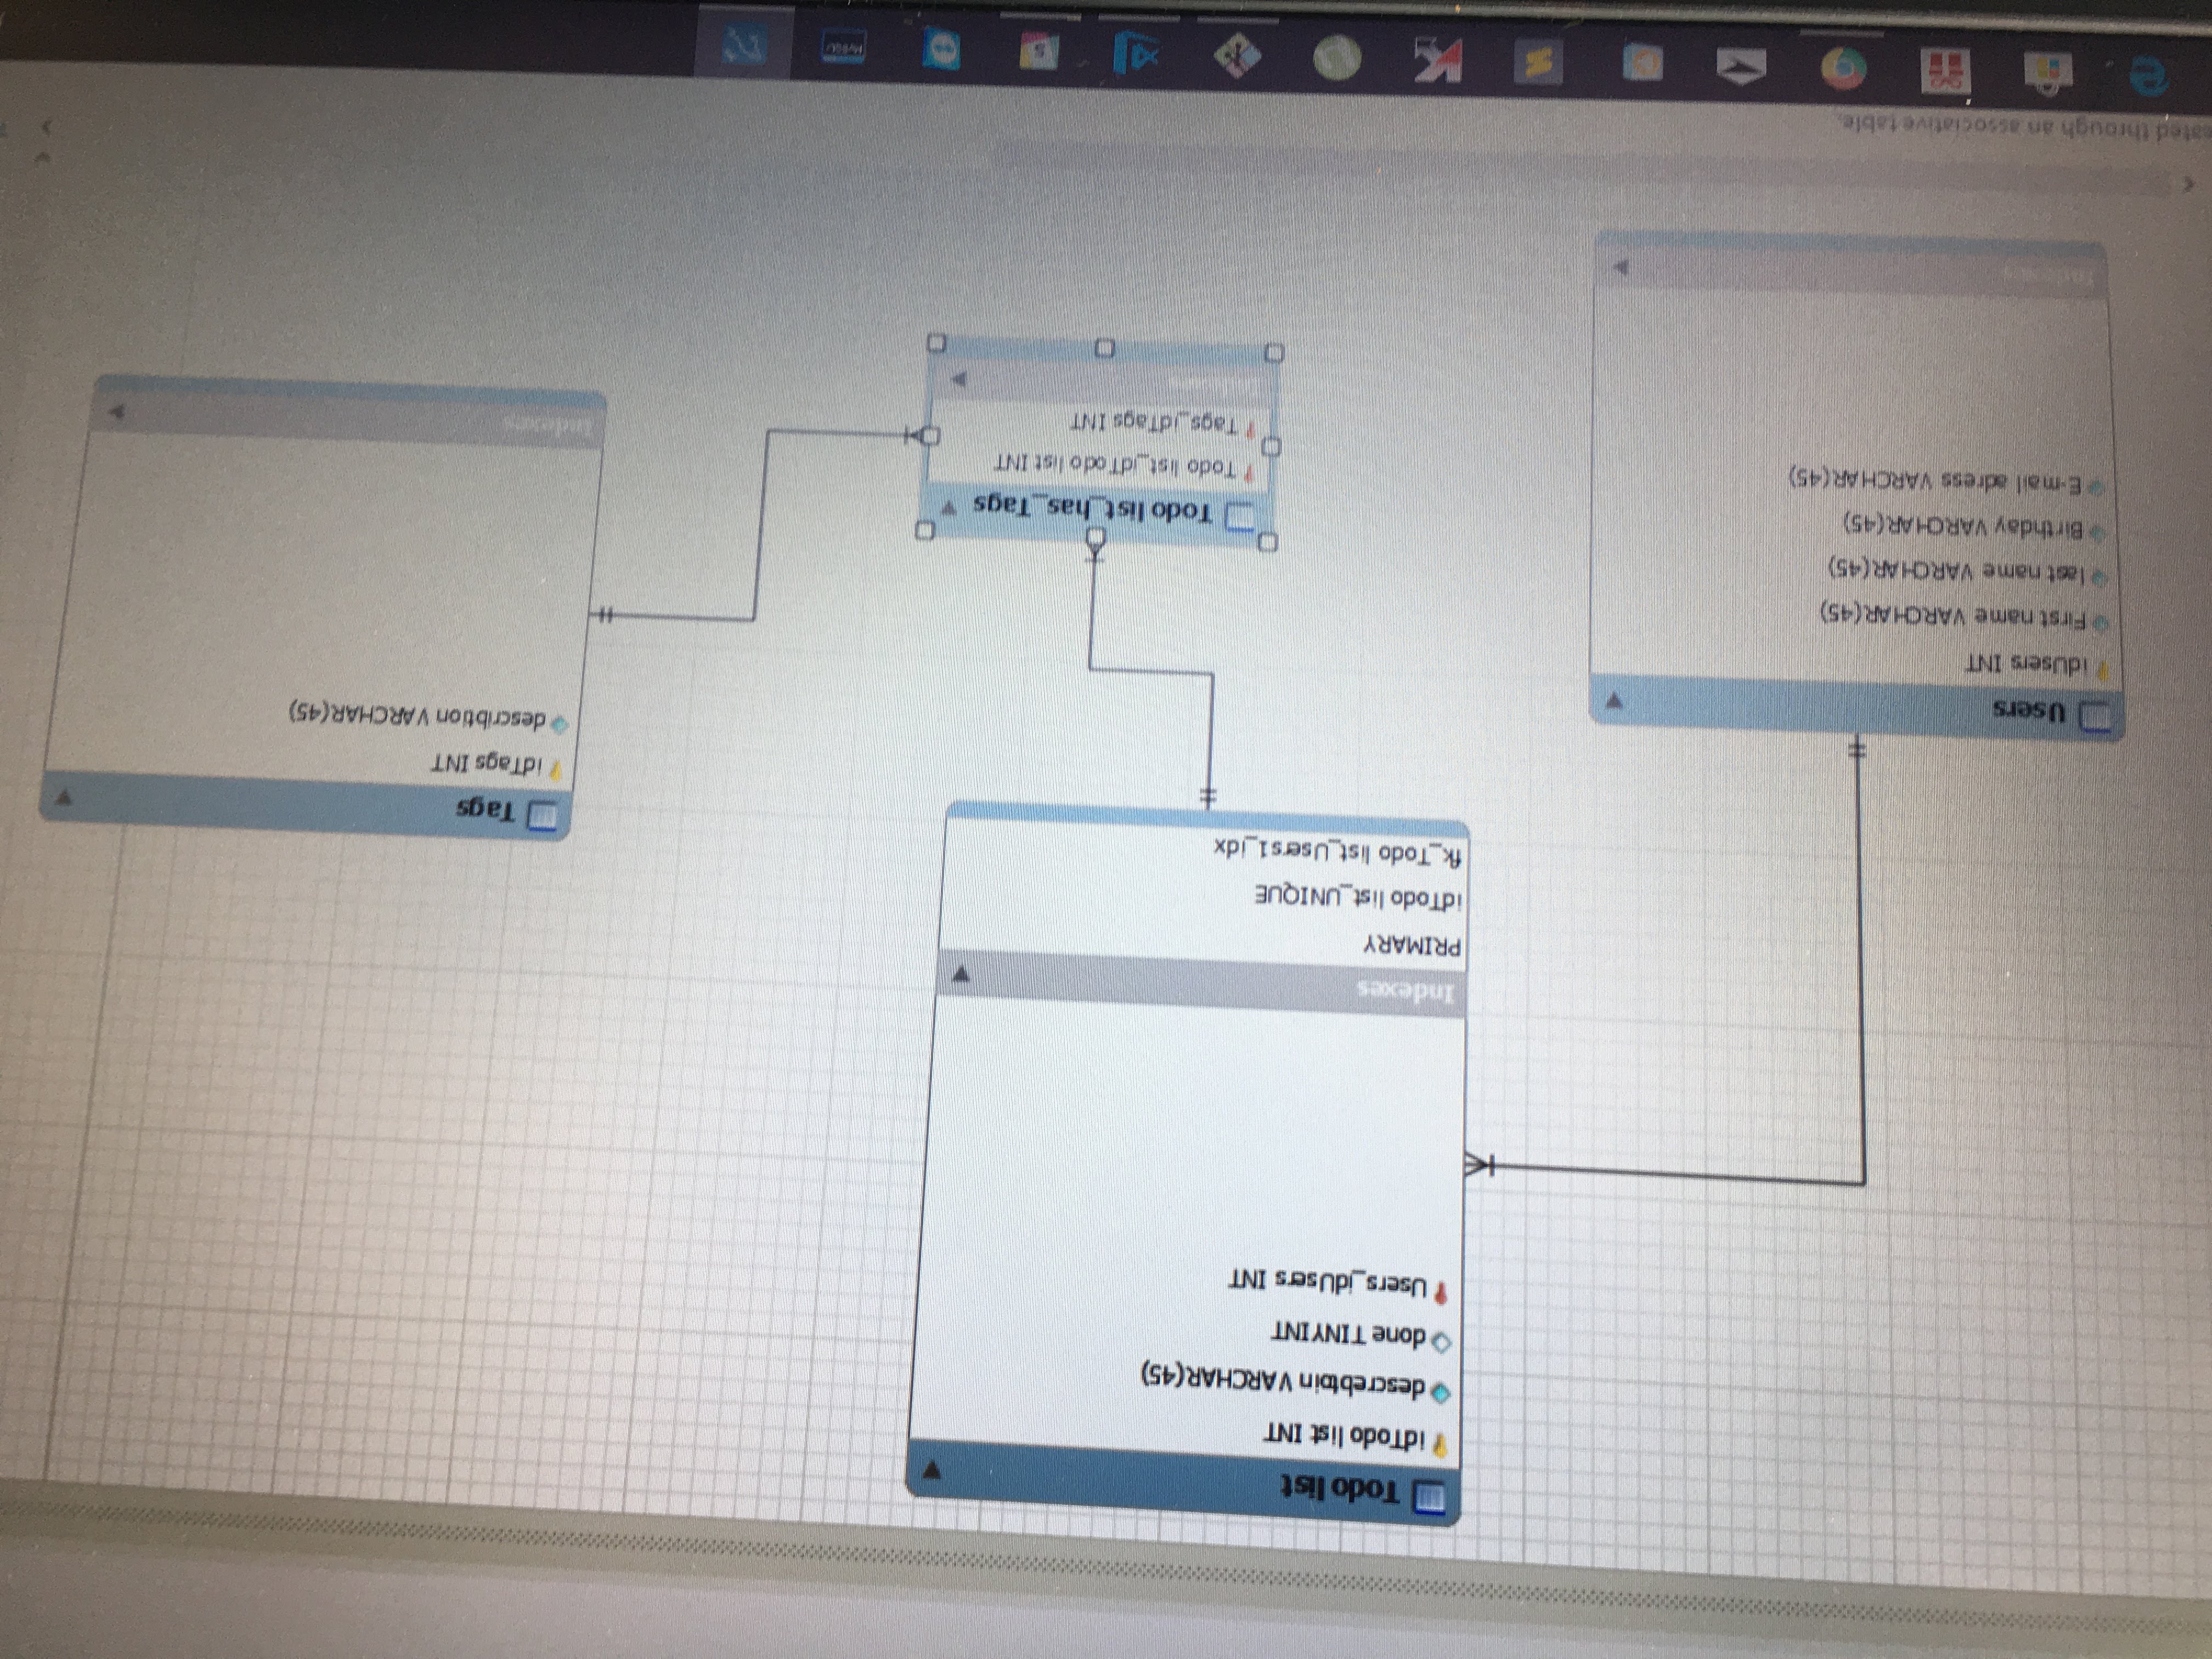 Todo list
idTodo list INT
descrebtoin VARCHAR(45)
done TINYINT
Users_idUsers INT
Indexes
PRIMARY
idTodo list_UNIQUE
fk_Todo list_Users1_idx
Users
idUsers INT
First name VARCHAR(45)
last name VARCHAR(45)
Birthday VARCHAR(45)
E-mail adress VARCHAR(45)
Indexes
Todo list_has_Tags
Todo list_idTodo list INT
Tags_idTags INT
Indexes
Tags
idTags INT
describtion VARCHAR(45)
Indexes
through an associative table.